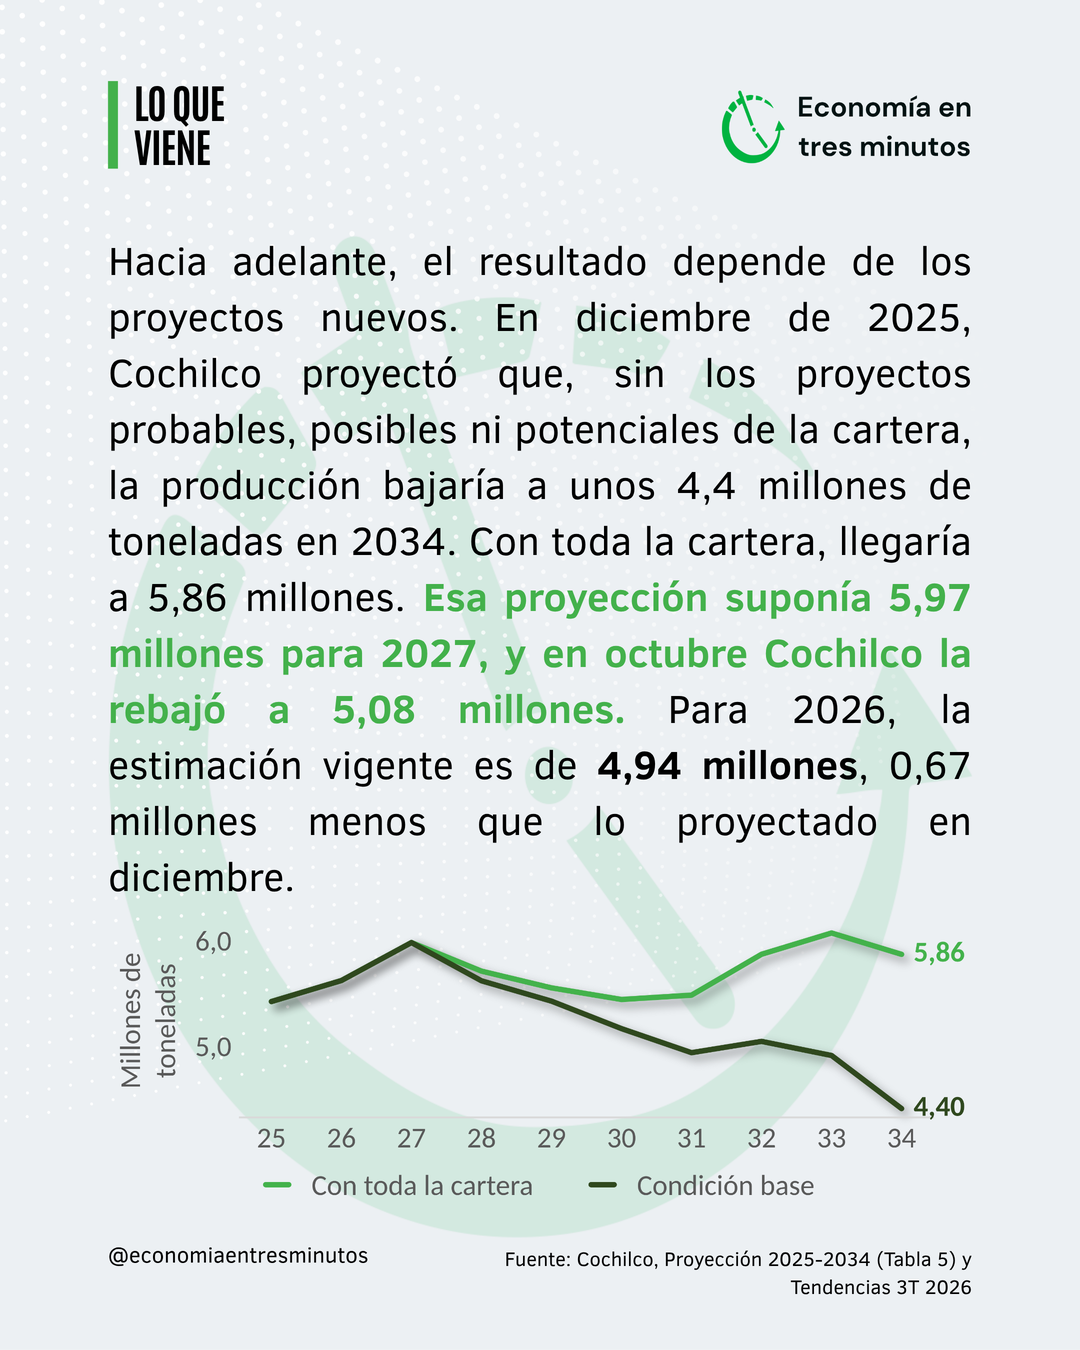 LO QUE
VIENE
Economía en
tres minutos
Hacia adelante, el resultado depende de los
proyectos nuevos. En diciembre de 2025,
Cochilco proyectó que, sin los proyectos
probables, posibles ni potenciales de la cartera,
la producción bajaría a unos 4,4 millones de
toneladas en 2034. Con toda la cartera, llegaría
a 5,86 millones. Esa proyección suponía 5,97
millones para 2027, y en octubre Cochilco la
rebajó a 5,08 millones. Para 2026, la
estimación vigente es de 4,94 millones, 0,67
millones menos que lo proyectado en
diciembre.
Millones de
toneladas
6,0
5,0
5,86
4,40
25 26 27 28 29 30 31 32 33 34
Con toda la cartera Condición base
@economiaentresminutos
Fuente: Cochilco, Proyección 2025-2034 (Tabla 5) y
Tendencias 3T 2026